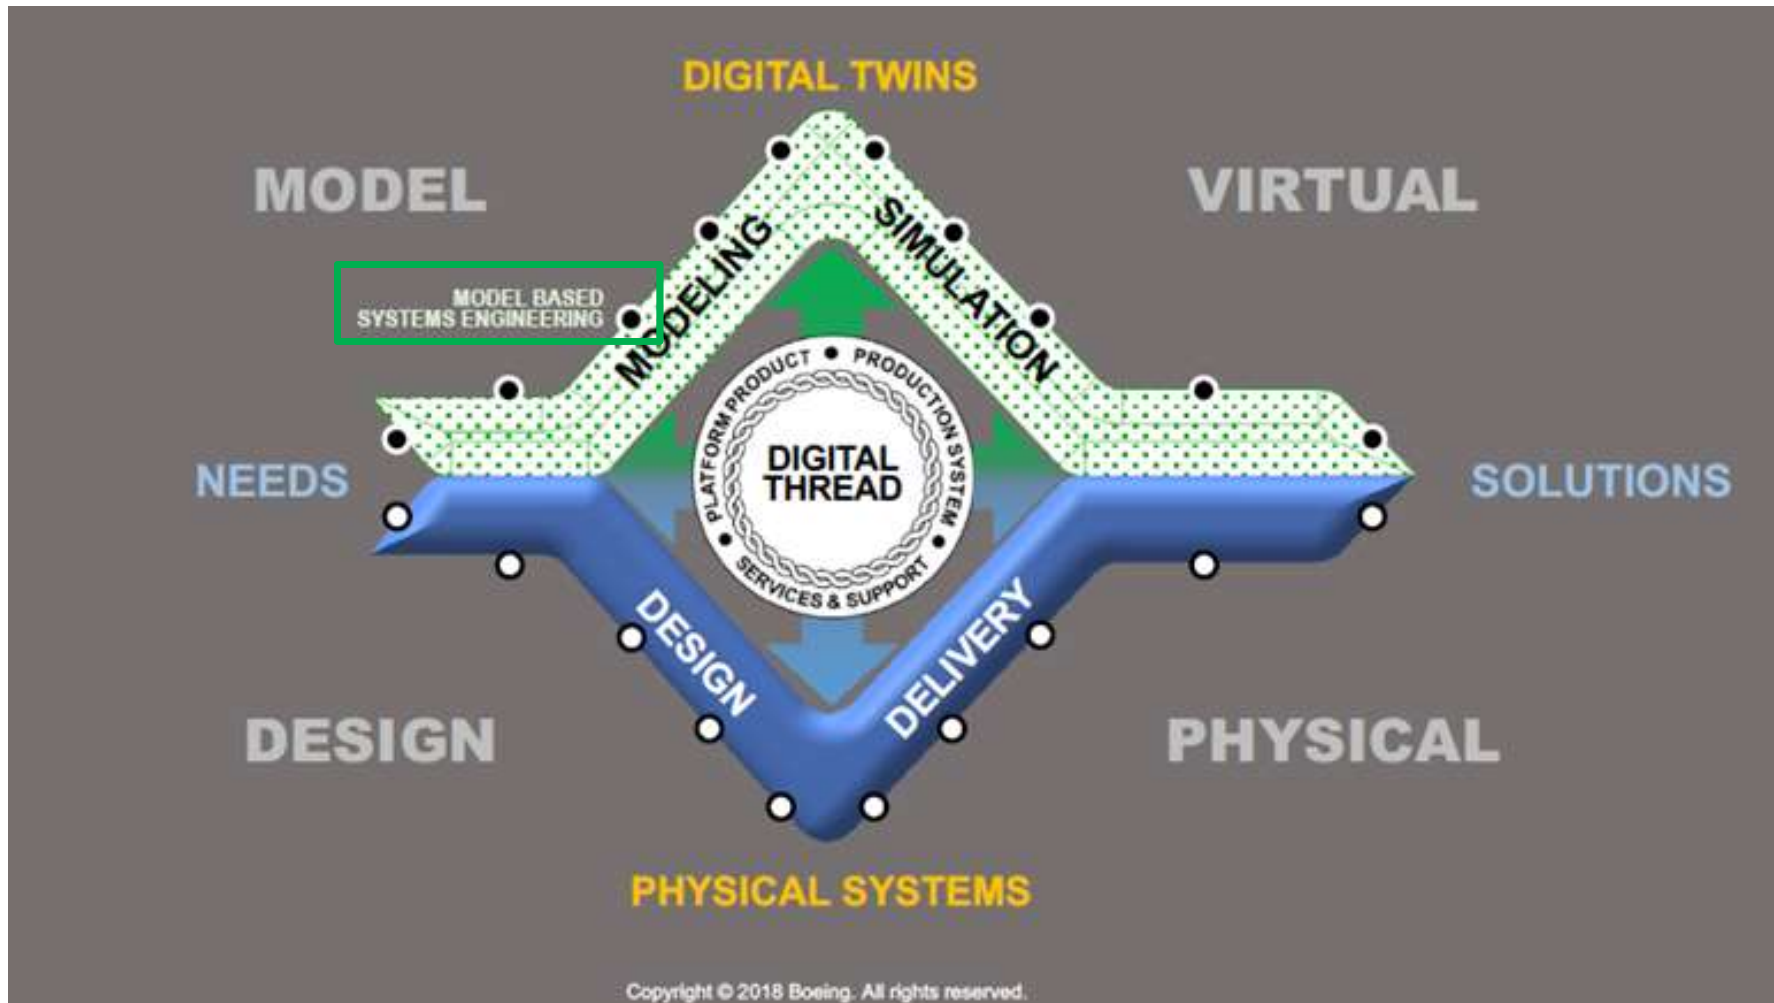 DIGITAL TWINS
MODEL
VIRTUAL
MODELING
SIMULATION
MODEL BASED
SYSTEMS ENGINEERING
PLATFORM PRODUCT • PRODUCTION SYSTEM • SERVICES & SUPPORT •
DIGITAL
THREAD
NEEDS
SOLUTIONS
DESIGN
DELIVERY
DESIGN
PHYSICAL
PHYSICAL SYSTEMS
Copyright © 2018 Boeing. All rights reserved.